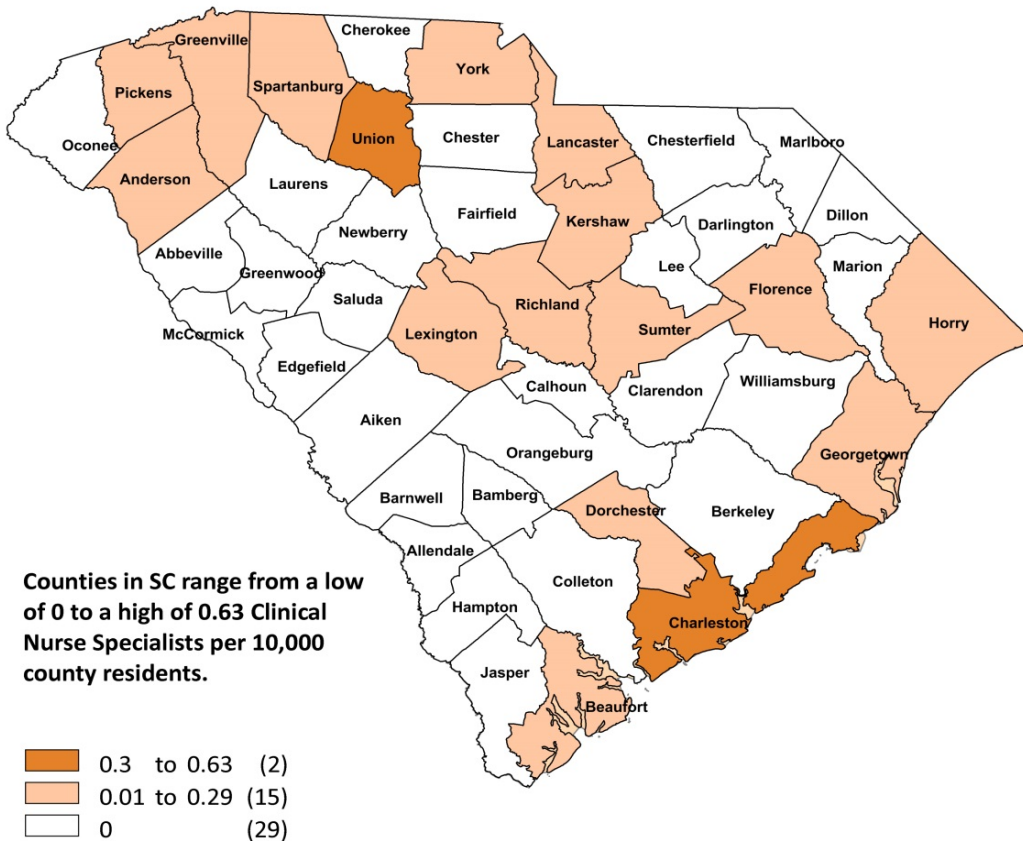 Cherokee
Greenville
York
Pickens
Spartanburg
Union
Chester
Lancaster
Chesterfield
Marlboro
Oconee
Anderson
Laurens
Kershaw
Fairfield
Darlington
Dillon
Newberry
Abbeville
Greenwood
Lee
Marion
Saluda
Richland
Florence
McCormick
Lexington
Sumter
Horry
Edgefield
Calhoun
Clarendon
Williamsburg
Aiken
Orangeburg
Georgetown
Barnwell
Bamberg
Dorchester
Berkeley
Allendale
Colleton
Counties in SC range from a low
of 0 to a high of 0.63 Clinical
Nurse Specialists per 10,000
county residents.
Hampton
Charleston
Jasper
Beaufort
0.3 to 0.63 (2)
0.01 to 0.29 (15)
0 (29)